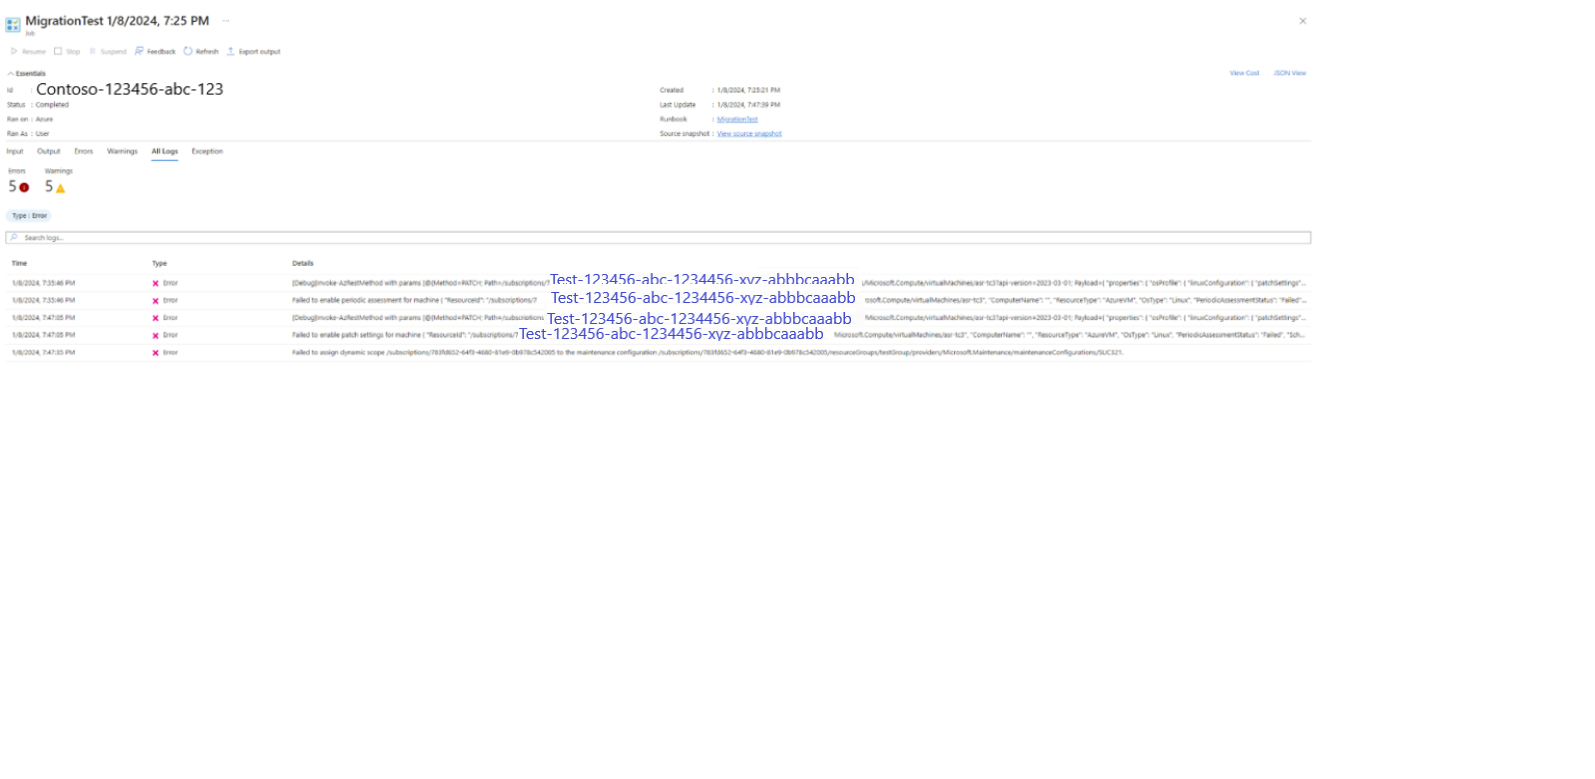 MigrationTest 1/8/2024, 7:25 PM ...
Job
Resume Stop Suspend Feedback Refresh Export output
Essentials
View Cost JSON View
Id : Contoso-123456-abc-123
Status : Completed
Ran on : Azure
Ran As : User
Created : 1/8/2024, 7:25:21 PM
Last Update : 1/8/2024, 7:47:39 PM
Runbook : MigrationTest
Source snapshot : View source snapshot
Input Output Errors Warnings All Logs Exception
Errors Warnings
5 5
Type : Error
Search logs...
Time Type Details
1/8/2024, 7:35:46 PM Error [Debug]Invoke-AzRestMethod with params [@{Method=PATCH; Path=/subscriptions/7 Test-123456-abc-1234456-xyz-abbbcaaabb /Microsoft.Compute/virtualMachines/asr-tc3?api-version=2023-03-01; Payload={ "properties": { "osProfile": { "linuxConfiguration": { "patchSettings"...
1/8/2024, 7:35:46 PM Error Failed to enable periodic assessment for machine { "ResourceId": "/subscriptions/7 Test-123456-abc-1234456-xyz-abbbcaaabb rosoft.Compute/virtualMachines/asr-tc3", "ComputerName": "", "ResourceType": "AzureVM", "OsType": "Linux", "PeriodicAssessmentStatus": "Failed"...
1/8/2024, 7:47:05 PM Error [Debug]Invoke-AzRestMethod with params [@{Method=PATCH; Path=/subscriptions Test-123456-abc-1234456-xyz-abbbcaaabb /Microsoft.Compute/virtualMachines/asr-tc3?api-version=2023-03-01; Payload={ "properties": { "osProfile": { "linuxConfiguration": { "patchSettings"...
1/8/2024, 7:47:05 PM Error Failed to enable patch settings for machine { "ResourceId": "/subscriptions/7 Test-123456-abc-1234456-xyz-abbbcaaabb Microsoft.Compute/virtualMachines/asr-tc3", "ComputerName": "", "ResourceType": "AzureVM", "OsType": "Linux", "PeriodicAssessmentStatus": "Failed", "Sch...
1/8/2024, 7:47:35 PM Error Failed to assign dynamic scope /subscriptions/783fd652-64f3-4680-81e9-0b978c542005 to the maintenance configuration /subscriptions/783fd652-64f3-4680-81e9-0b978c542005/resourceGroups/testGroup/providers/Microsoft.Maintenance/maintenanceConfigurations/SUC321.